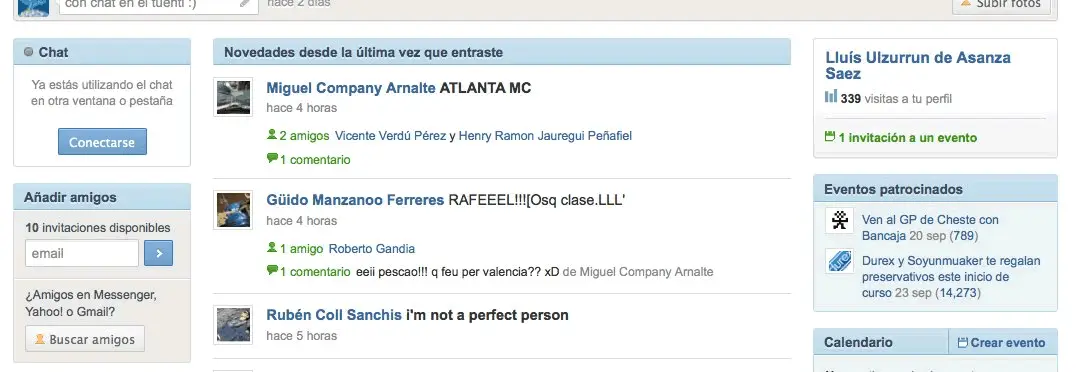 con chat en el tuenti :)
hace 2 días
Subir fotos
Chat
Ya estás utilizando el chat
en otra ventana o pestaña
Conectarse
Añadir amigos
10 invitaciones disponibles
email
¿Amigos en Messenger,
Yahoo! o Gmail?
Buscar amigos
Novedades desde la última vez que entraste
Miguel Company Arnalte ATLANTA MC
hace 4 horas
2 amigos Vicente Verdú Pérez y Henry Ramon Jauregui Peñafiel
1 comentario
Güido Manzanoo Ferreres RAFEEEL!!![Osq clase.LLL'
hace 4 horas
1 amigo Roberto Gandia
1 comentario eeii pescao!!! q feu per valencia?? xD de Miguel Company Arnalte
Rubén Coll Sanchis i'm not a perfect person
hace 5 horas
Lluís Ulzurrun de Asanza
Saez
339 visitas a tu perfil
1 invitación a un evento
Eventos patrocinados
Ven al GP de Cheste con
Bancaja 20 sep (789)
Durex y Soyunmuaker te regalan
preservativos este inicio de
curso 23 sep (14,273)
Calendario
Crear evento